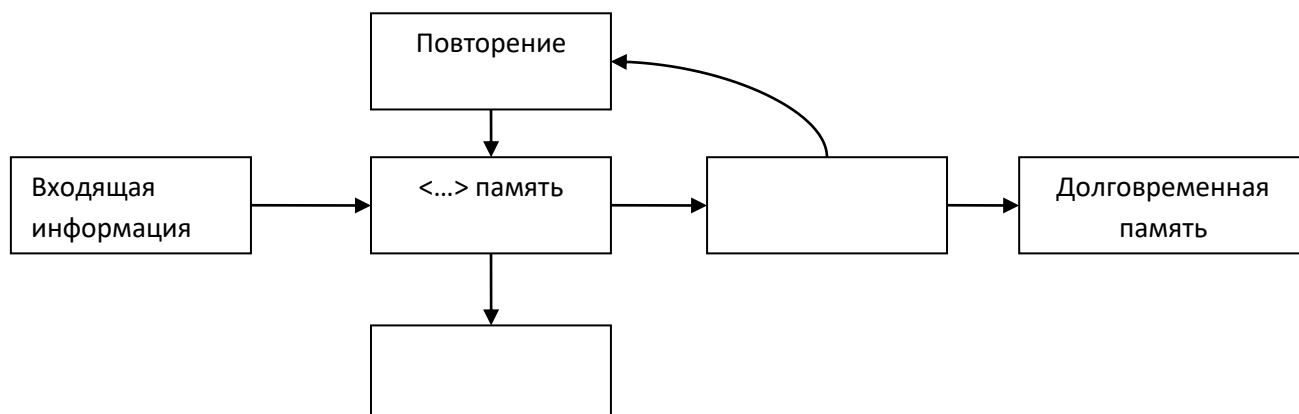 Повторение
Входящая
информация
<...> память
Долговременная
память